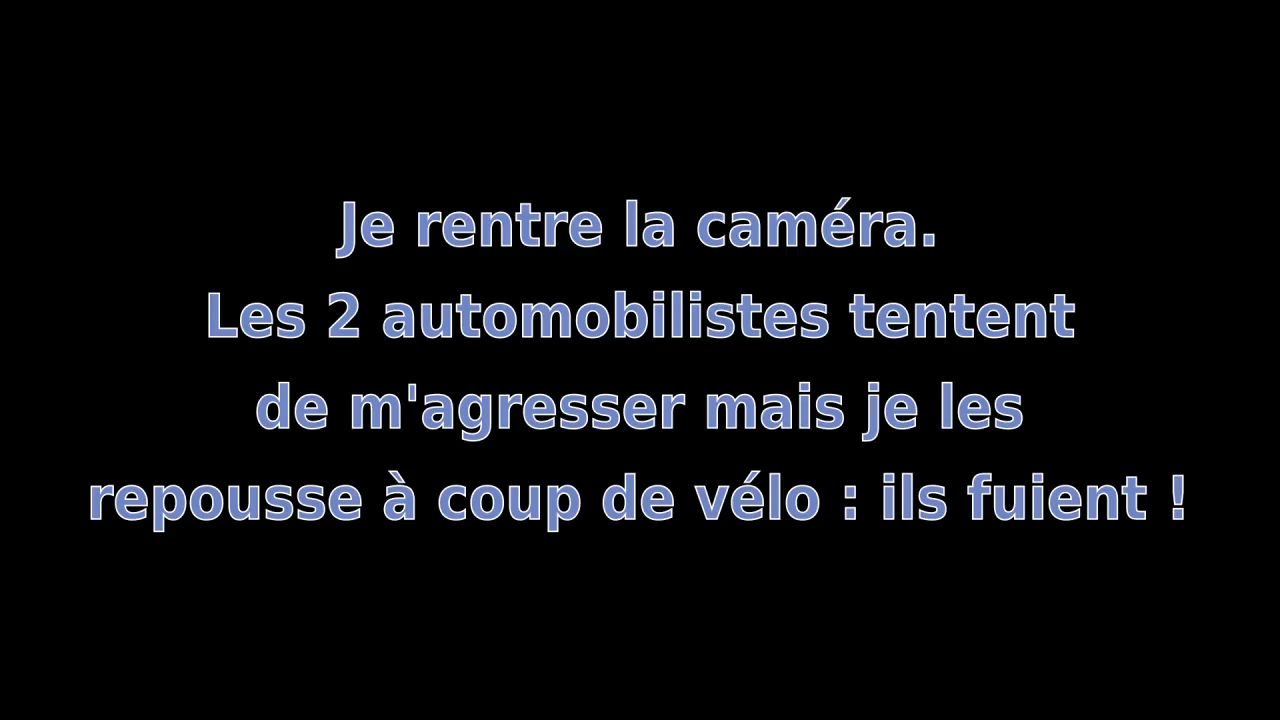 Je rentre la caméra.
Les 2 automobilistes tentent
de m'agresser mais je les
repousse à coup de vélo : ils fuient !